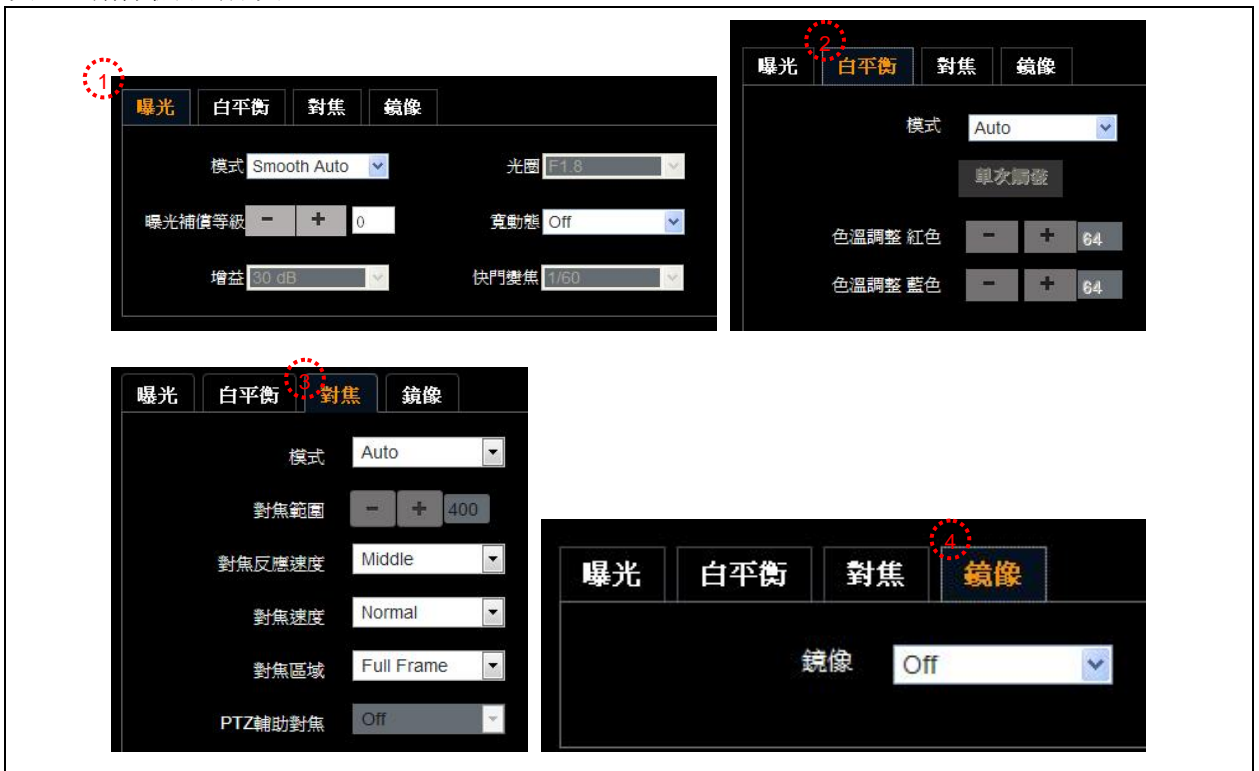 1
曝光 白平衡 對焦 鏡像
模式 Smooth Auto 光圈 F1.8
曝光補償等級 - + 0 寬動態 Off
增益 30 dB 快門變焦 1/60
2
曝光 白平衡 對焦 鏡像
模式 Auto
單次觸發
色溫調整 紅色 - + 64
色溫調整 藍色 - + 64
3
曝光 白平衡 對焦 鏡像
模式 Auto
對焦範圍 - + 400
對焦反應速度 Middle
對焦速度 Normal
對焦區域 Full Frame
PTZ輔助對焦 Off
4
曝光 白平衡 對焦 鏡像
鏡像 Off